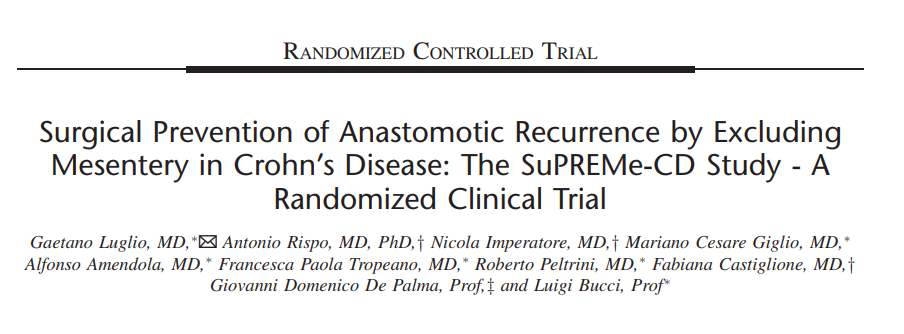 RANDOMIZED CONTROLLED TRIAL
Surgical Prevention of Anastomotic Recurrence by Excluding
Mesentery in Crohn's Disease: The SuPREMe-CD Study - A
Randomized Clinical Trial
Gaetano Luglio, MD,*✉ Antonio Rispo, MD, PhD,† Nicola Imperatore, MD,† Mariano Cesare Giglio, MD,*
Alfonso Amendola, MD,* Francesca Paola Tropeano, MD,* Roberto Peltrini, MD,* Fabiana Castiglione, MD,†
Giovanni Domenico De Palma, Prof,‡ and Luigi Bucci, Prof*